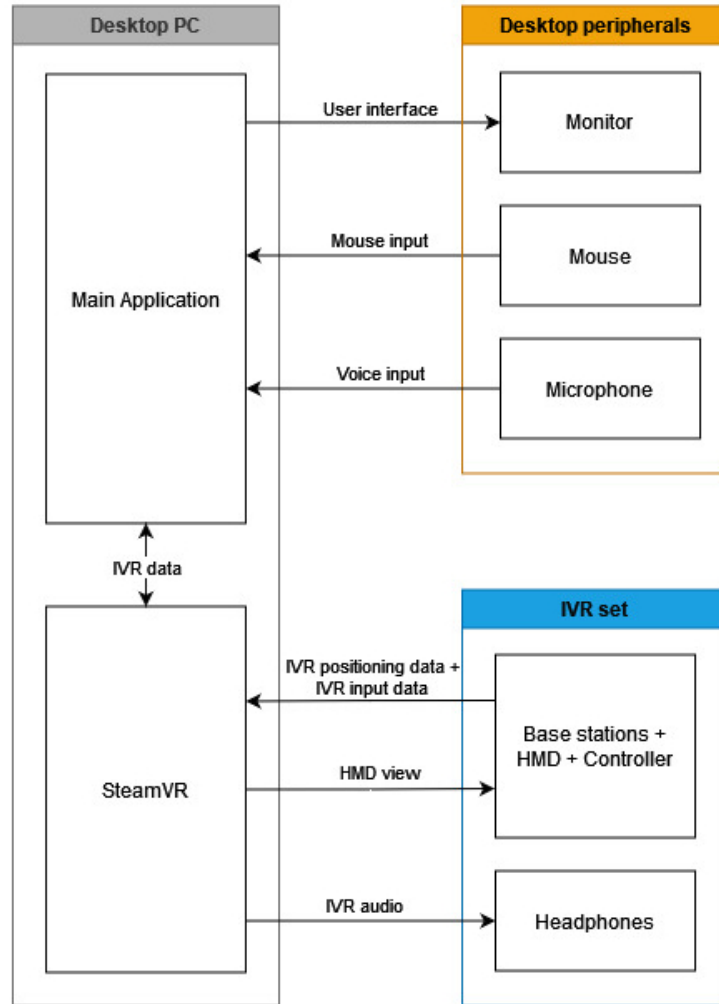 Desktop PC
Desktop peripherals
User interface
Monitor
Mouse input
Mouse
Main Application
Voice input
Microphone
IVR data
IVR set
IVR positioning data +
IVR input data
Base stations +
HMD + Controller
HMD view
SteamVR
IVR audio
Headphones